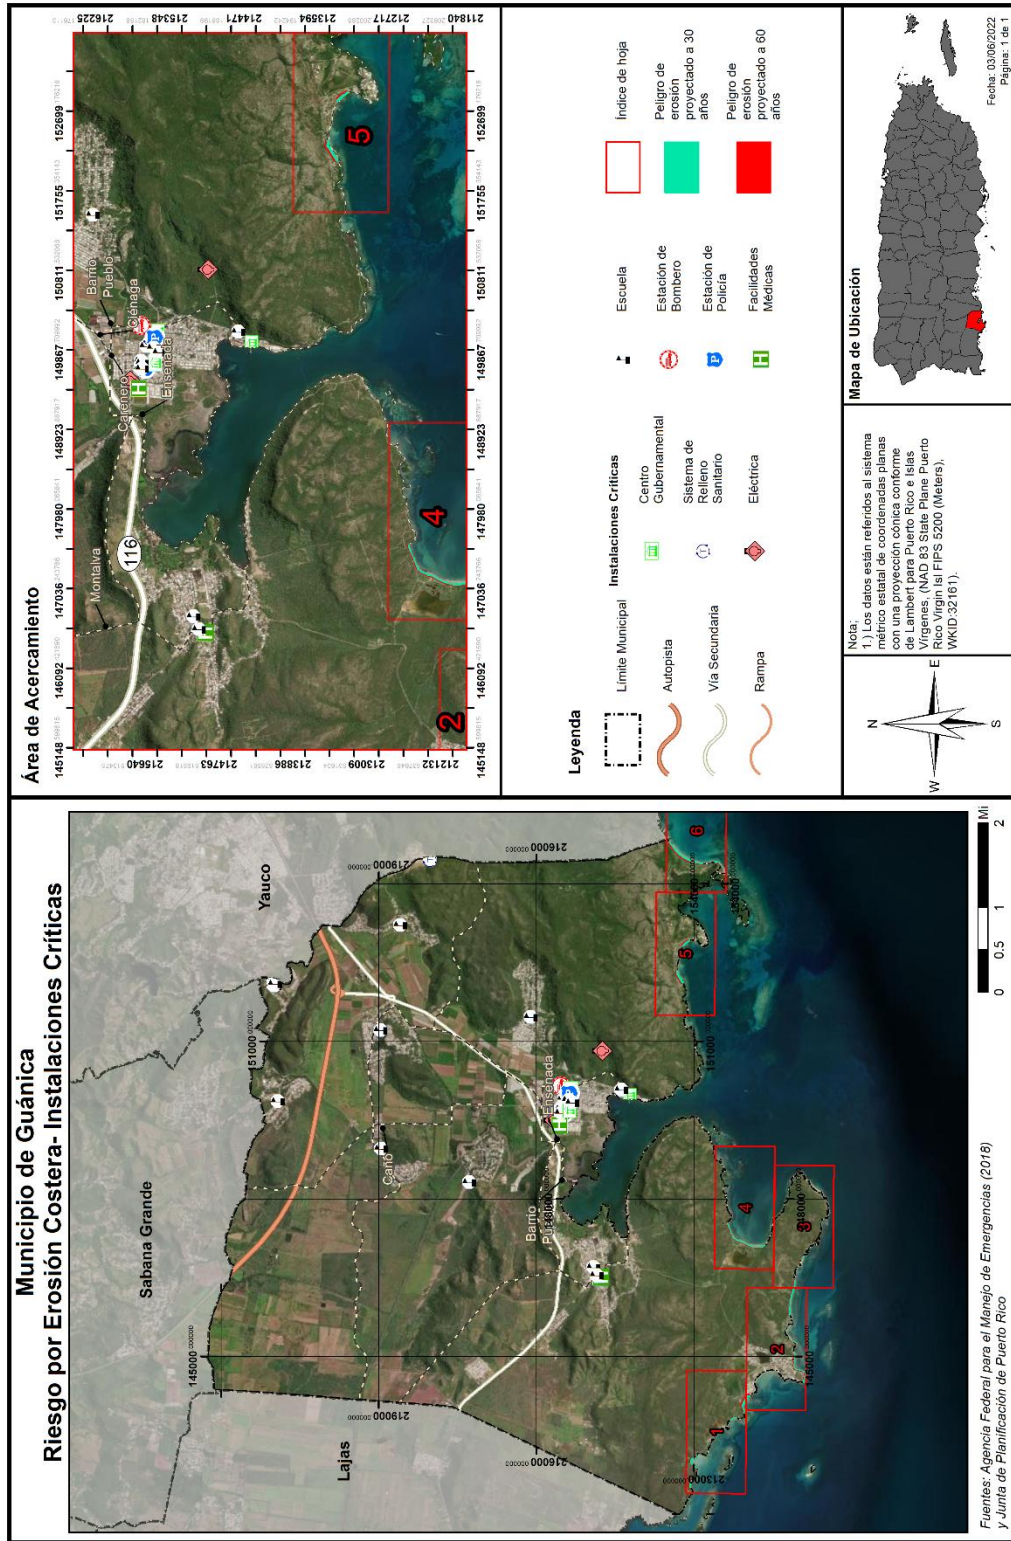 Municipio de Guánica
Riesgo por Erosión Costera- Instalaciones Críticas
Sabana Grande
Yauco
Lajas
145000
151000
219000
219000
216000
216000
213000
148000
148000
145000
151000
154000
154000
Caño
Barrio
Ensenada
1
2
3
4
5
6
0 0.5 1 2
Mi
Fuentes: Agencia Federal para el Manejo de Emergencias (2018)
y Junta de Planificación de Puerto Rico
Área de Acercamiento
216225
215348
214471
213594
212717
211840
215640
214763
213886
213009
212132
145148
146092
147036
147980
148923
149867
150811
151755
152699
Montalva
116
Carenero
Ciénaga
Barrio
Pueblo
Ensenada
2
4
5
Leyenda
Límite Municipal
Autopista
Vía Secundaria
Rampa
Instalaciones Críticas
Centro
Gubernamental
Sistema de
Relleno
Sanitario
Eléctrica
Escuela
Estación de
Bombero
Estación de
Policía
Facilidades
Médicas
Índice de hoja
Peligro de
erosión
proyectado a 30
años
Peligro de
erosión
proyectado a 60
años
N
E
S
W
Nota;
1.) Los datos están referidos al sistema
métrico estatal de coordenadas planas
con una proyección cónica conforme
de Lambert para Puerto Rico e Islas
Vírgenes, (NAD 83 State Plane Puerto
Rico Virgin Isl FIPS 5200 (Meters),
WKID:32161).
Mapa de Ubicación
Fecha: 03/06/2022
Página: 1 de 1